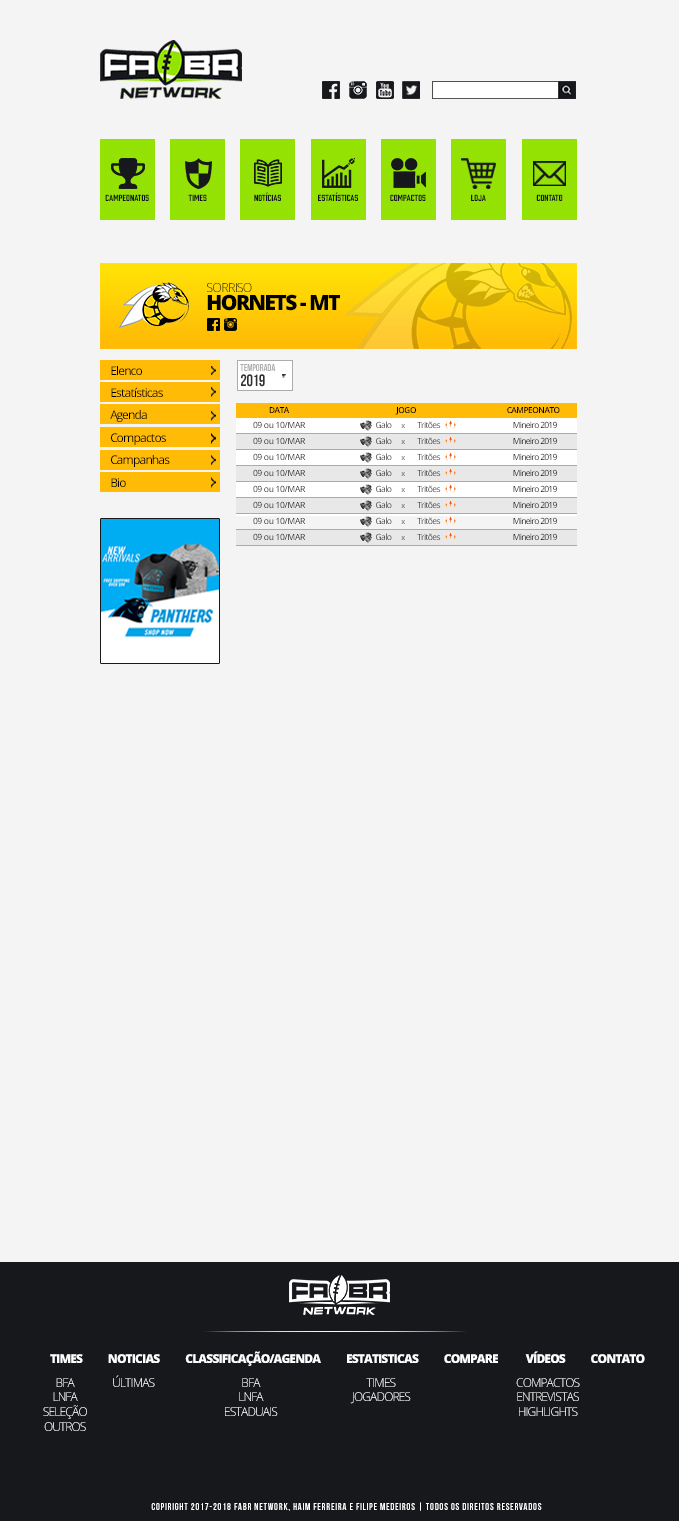 FABR
NETWORK
CAMPEONATOS TIMES NOTÍCIAS ESTATÍSTICAS COMPACTOS LOJA CONTATO
SORRISO
HORNETS - MT
Elenco
Estatísticas
Agenda
Compactos
Campanhas
Bio
NEW
ARRIVALS
FREE SHIPPING
PANTHERS
SHOP NOW
TEMPORADA
2019
DATA JOGO CAMPEONATO
09 ou 10/MAR Galo x Tritões Mineiro 2019
09 ou 10/MAR Galo x Tritões Mineiro 2019
09 ou 10/MAR Galo x Tritões Mineiro 2019
09 ou 10/MAR Galo x Tritões Mineiro 2019
09 ou 10/MAR Galo x Tritões Mineiro 2019
09 ou 10/MAR Galo x Tritões Mineiro 2019
09 ou 10/MAR Galo x Tritões Mineiro 2019
09 ou 10/MAR Galo x Tritões Mineiro 2019
FABR
NETWORK
TIMES NOTICIAS CLASSIFICAÇÃO/AGENDA ESTATISTICAS COMPARE VÍDEOS CONTATO
BFA ÚLTIMAS BFA TIMES COMPACTOS
LNFA LNFA JOGADORES ENTREVISTAS
SELEÇÃO ESTADUAIS HIGHLIGHTS
OUTROS
COPIRIGHT 2017-2018 FABR NETWORK, HAIM FERREIRA E FILIPE MEDEIROS | TODOS OS DIREITOS RESERVADOS